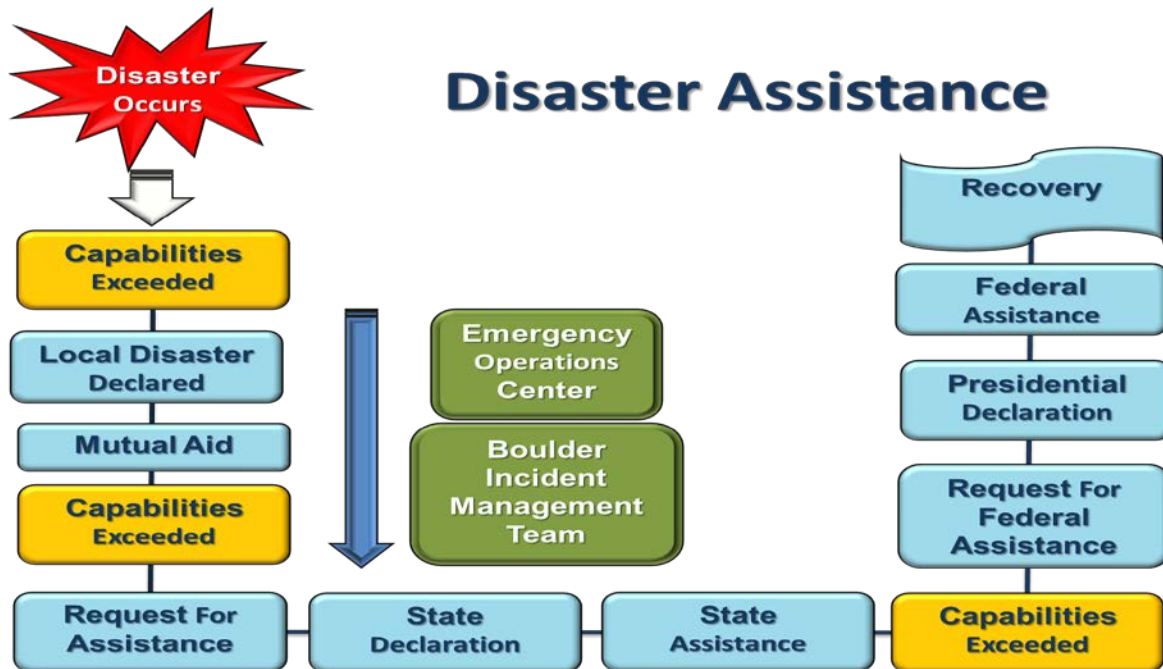 Disaster
Occurs
Disaster Assistance
Capabilities
Exceeded
Local Disaster
Declared
Mutual Aid
Capabilities
Exceeded
Request For
Assistance
Emergency
Operations
Center
Boulder
Incident
Management
Team
State
Declaration
State
Assistance
Capabilities
Exceeded
Request For
Federal
Assistance
Presidential
Declaration
Federal
Assistance
Recovery